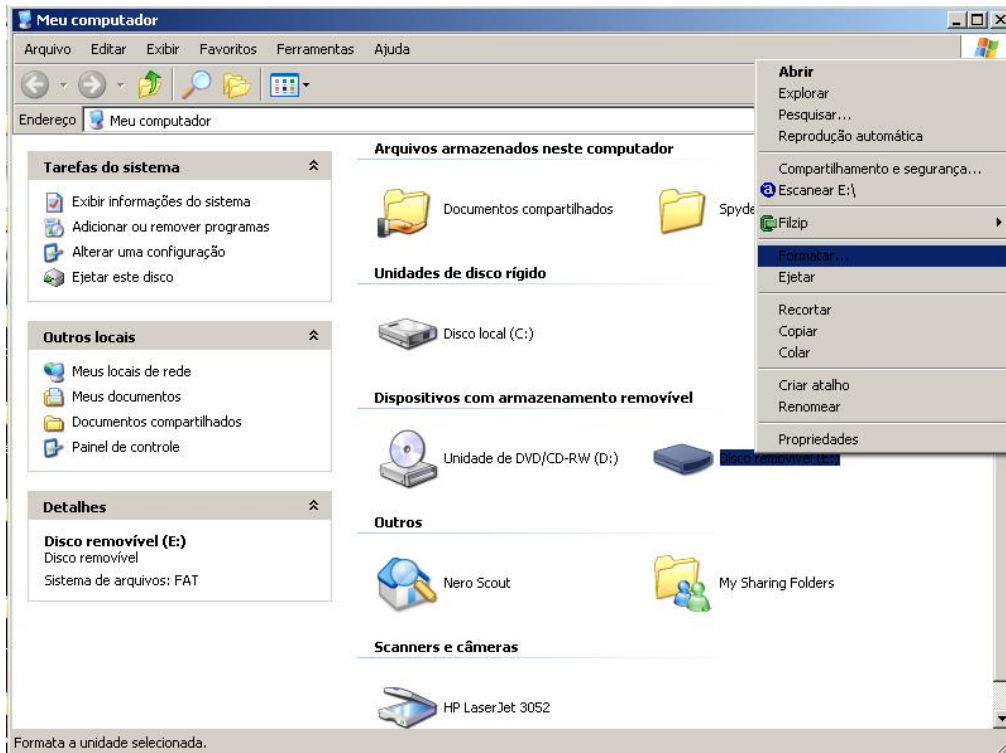 Meu computador
Arquivo Editar Exibir Favoritos Ferramentas Ajuda
Endereço Meu computador
Tarefas do sistema
Exibir informações do sistema
Adicionar ou remover programas
Alterar uma configuração
Ejetar este disco
Outros locais
Meus locais de rede
Meus documentos
Documentos compartilhados
Painel de controle
Detalhes
Disco removível (E:)
Disco removível
Sistema de arquivos: FAT
Arquivos armazenados neste computador
Documentos compartilhados
Spyde
Unidades de disco rígido
Disco local (C:)
Dispositivos com armazenamento removível
Unidade de DVD/CD-RW (D:)
Disco removível (E:)
Outros
Nero Scout
My Sharing Folders
Scanners e câmeras
HP LaserJet 3052
Abrir
Explorar
Pesquisar...
Reprodução automática
Compartilhamento e segurança...
Escanear E:\
Filzip
Formatar...
Ejetar
Recortar
Copiar
Colar
Criar atalho
Renomear
Propriedades
Formata a unidade selecionada.